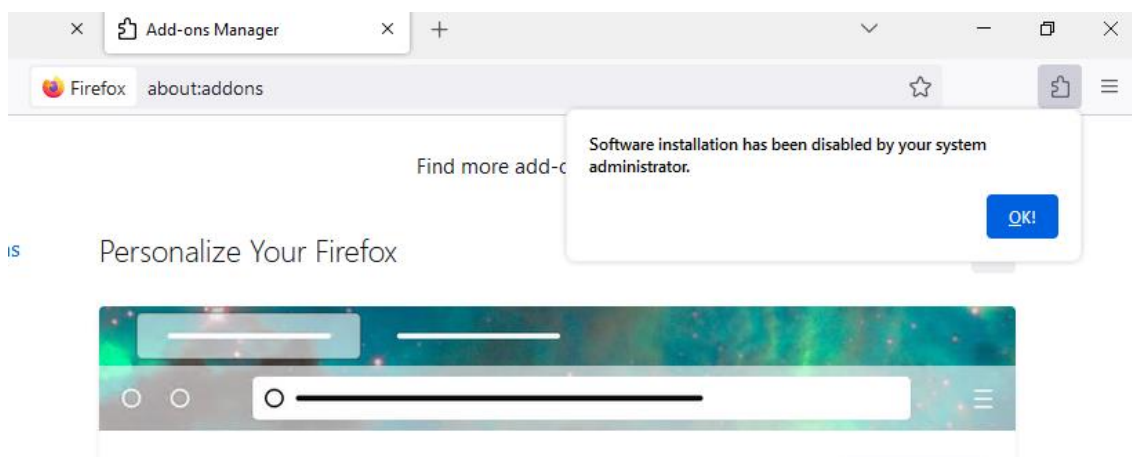 Add-ons Manager
Firefox about:addons
Software installation has been disabled by your system
administrator.
Find more add-
OK!
Personalize Your Firefox